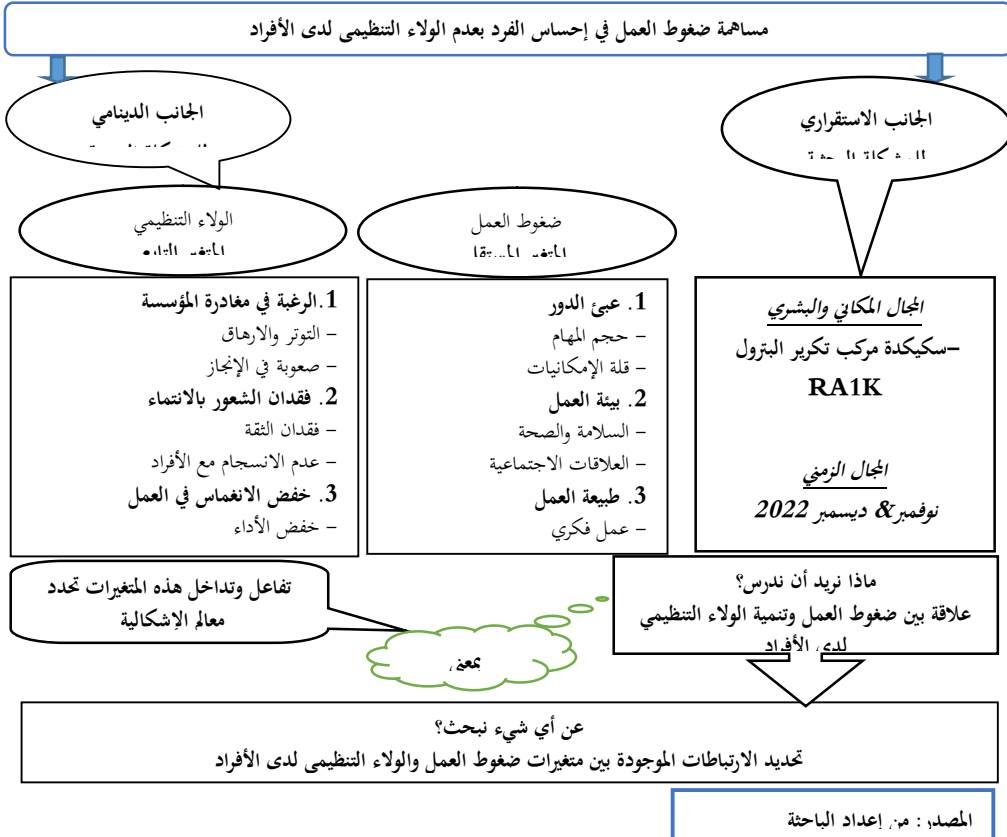 مساهمة ضغوط العمل في إحساس الفرد بعدم الولاء التنظيمي لدى الأفراد
الجانب الاستقراري
الجانب الدينامي
ضغوط العمل
الولاء التنظيمي
المجال المكاني والبشري
–سكيكدة مركب تكرير البترول
RA1K
المجال الزمني
نوفمبر& ديسمبر 2022
1. عبئ الدور
– حجم المهام
– قلة الإمكانيات
2. بيئة العمل
– السلامة والصحة
– العلاقات الاجتماعية
3. طبيعة العمل
– عمل فكري
1.الرغبة في مغادرة المؤسسة
– التوتر والارهاق
– صعوبة في الإنجاز
2. فقدان الشعور بالانتماء
– فقدان الثقة
– عدم الانسجام مع الأفراد
3. خفض الانغماس في العمل
– خفض الأداء
ماذا نريد أن ندرس؟
علاقة بين ضغوط العمل وتنمية الولاء التنظيمي
لدى الأفراد
بمعنى
تفاعل وتداخل هذه المتغيرات تحدد
معالم الإشكالية
عن أي شيء نبحث؟
تحديد الارتباطات الموجودة بين متغيرات ضغوط العمل والولاء التنظيمي لدى الأفراد
المصدر: من إعداد الباحثة